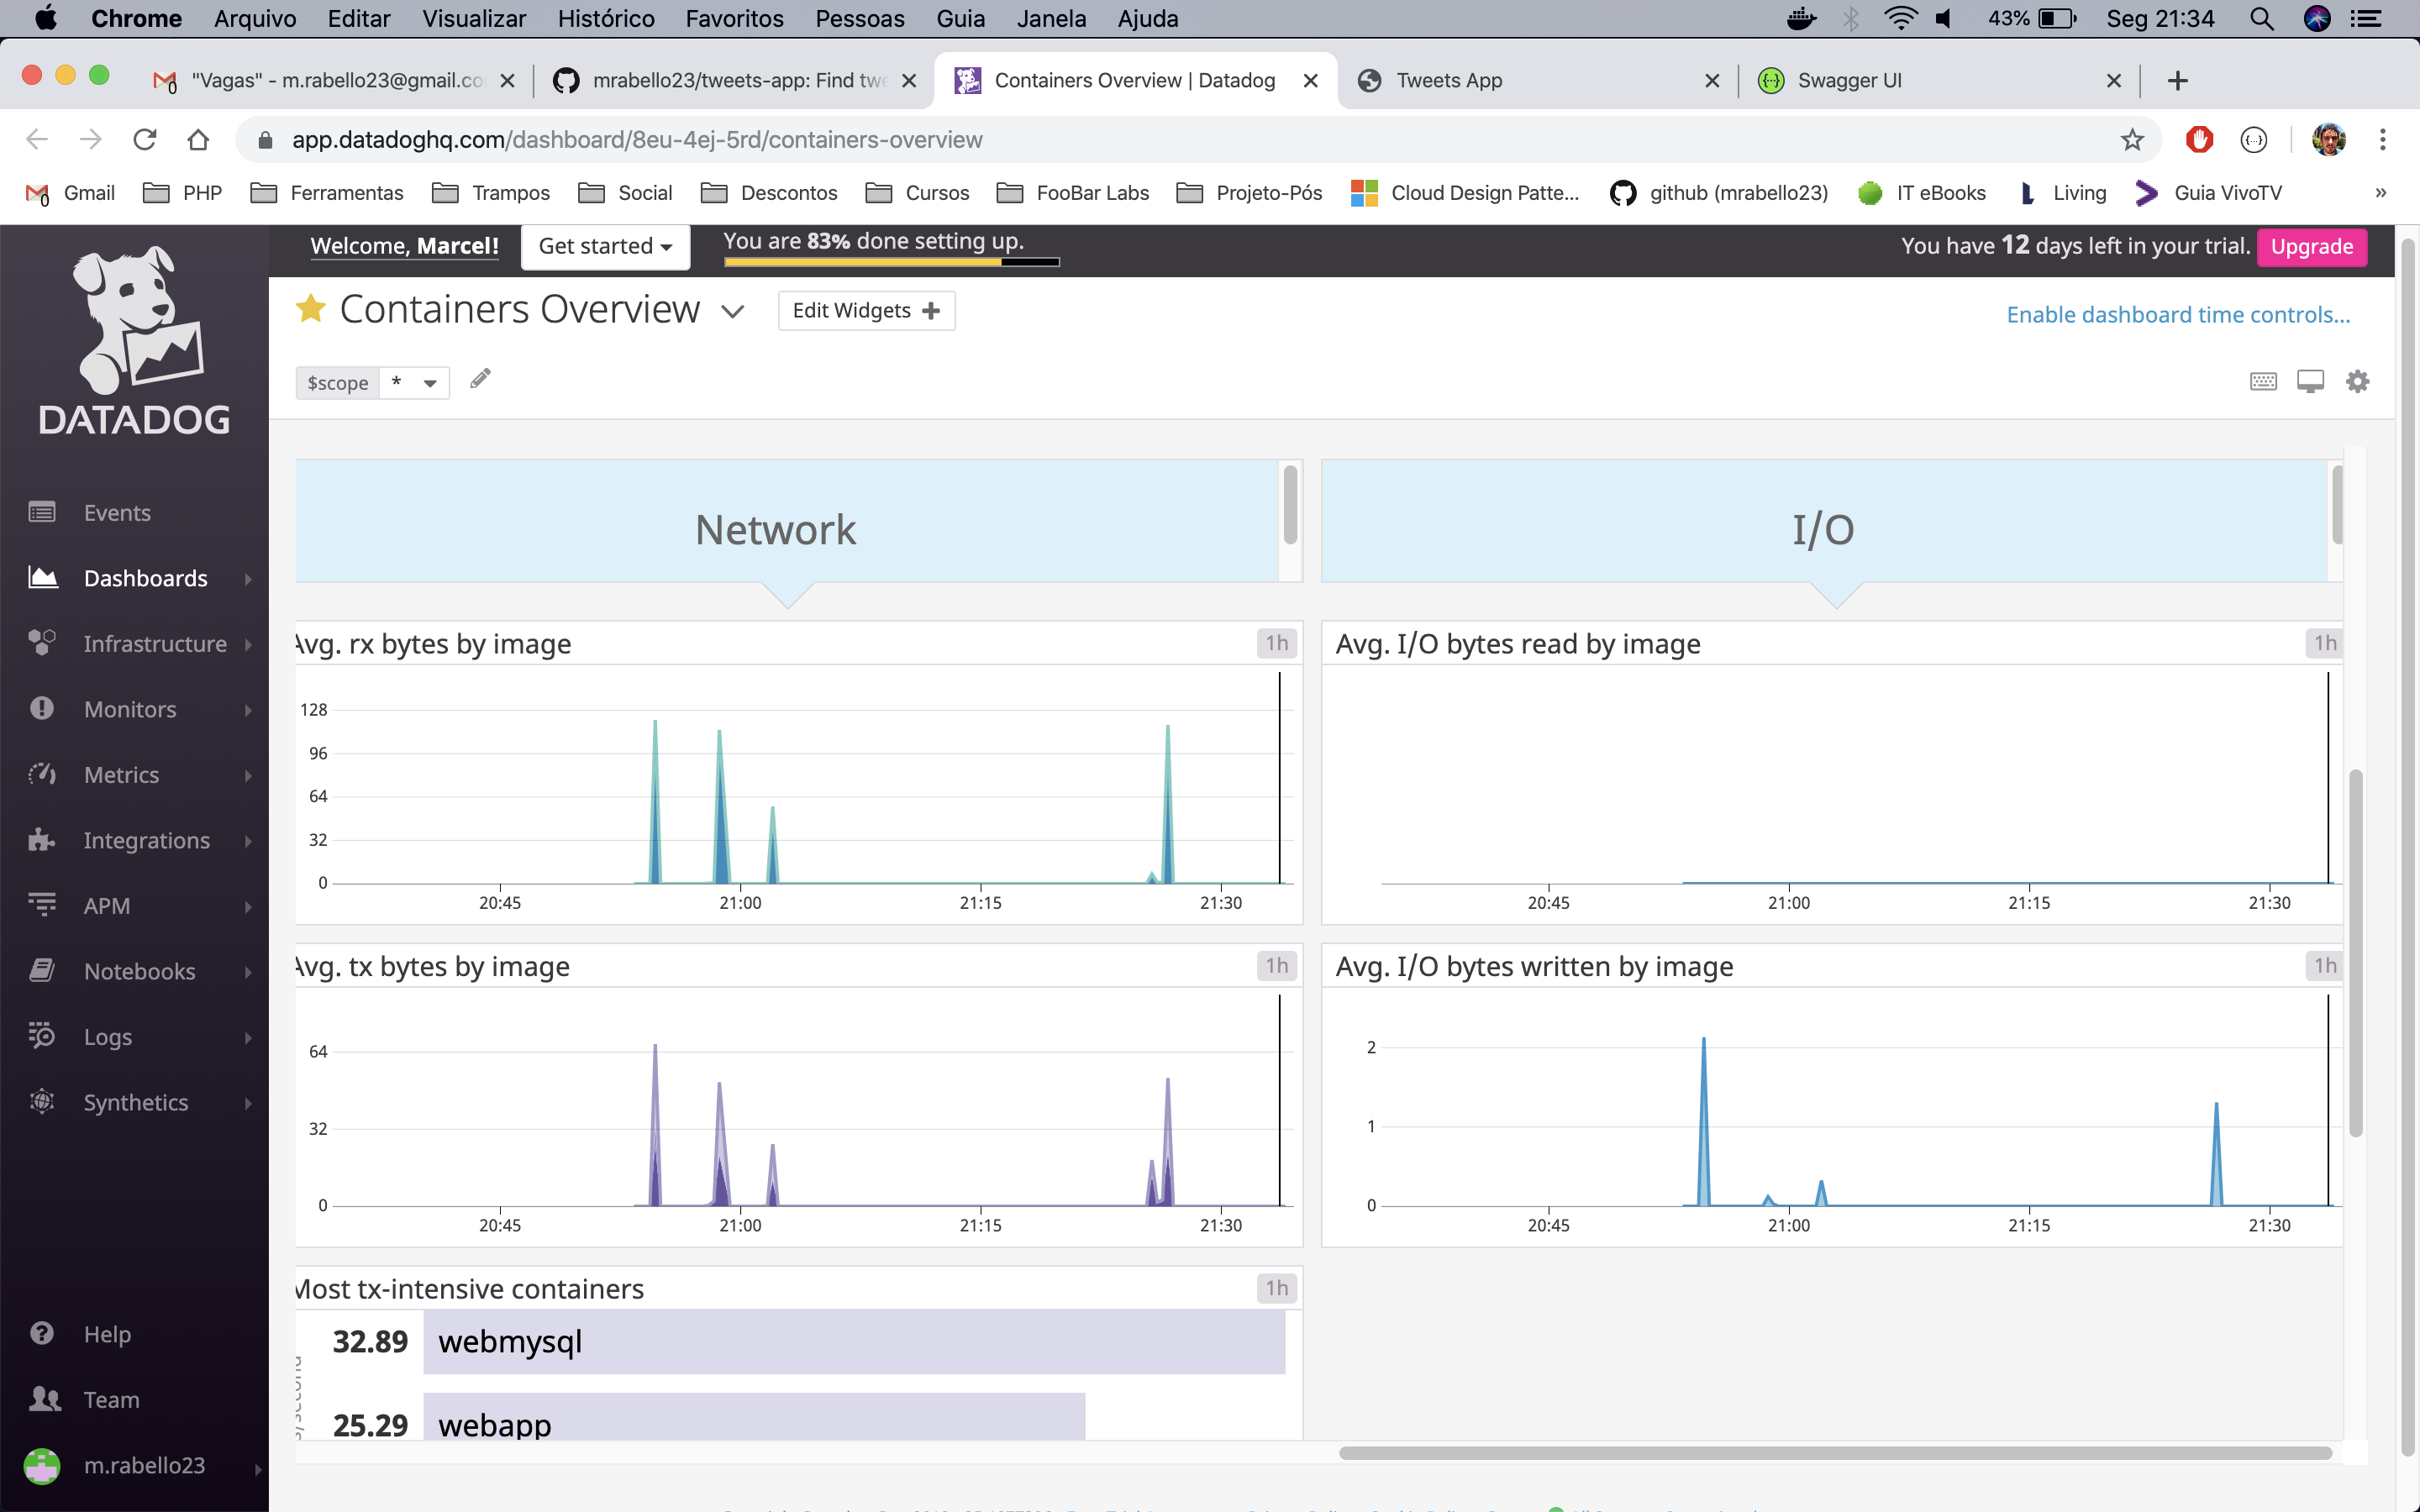 Chrome Arquivo Editar Visualizar Histórico Favoritos Pessoas Guia Janela Ajuda 43% Seg 21:34
"Vagas" - m.rabello23@gmail.co mrabello23/tweets-app: Find twe Containers Overview | Datadog Tweets App Swagger UI
app.datadoghq.com/dashboard/8eu-4ej-5rd/containers-overview
Gmail PHP Ferramentas Trampos Social Descontos Cursos FooBar Labs Projeto-Pós Cloud Design Patte... github (mrabello23) IT eBooks Living Guia VivoTV »
Welcome, Marcel! Get started You are 83% done setting up. You have 12 days left in your trial. Upgrade
DATADOG
Events
Dashboards
Infrastructure
Monitors
Metrics
Integrations
APM
Notebooks
Logs
Synthetics
Help
Team
m.rabello23
Containers Overview Edit Widgets Enable dashboard time controls...
$scope *
Network
Avg. rx bytes by image 1h
128
96
64
32
0
20:45 21:00 21:15 21:30
Avg. tx bytes by image 1h
64
32
0
20:45 21:00 21:15 21:30
Most tx-intensive containers 1h
32.89 webmysql
25.29 webapp
I/O
Avg. I/O bytes read by image 1h
20:45 21:00 21:15 21:30
Avg. I/O bytes written by image 1h
2
1
0
20:45 21:00 21:15 21:30